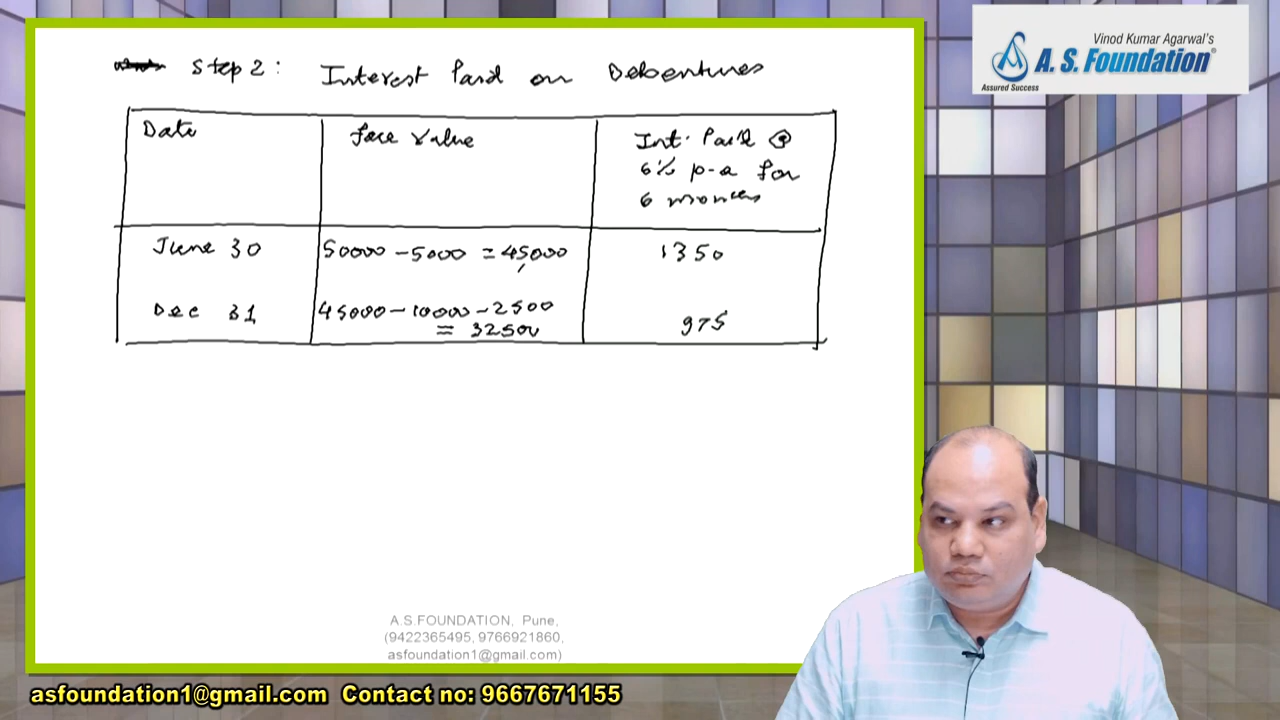 Step 2: Interest Paid on Debentures
Date
Face Value
Int. Paid @
6% p-a for
6 months
June 30
50000 - 5000 = 45000
1350
Dec 31
45000 - 10000 - 2500
= 32500
975
Vinod Kumar Agarwal's
A. S. Foundation®
Assured Success
A.S.FOUNDATION, Pune,
(9422365495, 9766921860,
asfoundation1@gmail.com)
asfoundation1@gmail.com Contact no: 9667671155